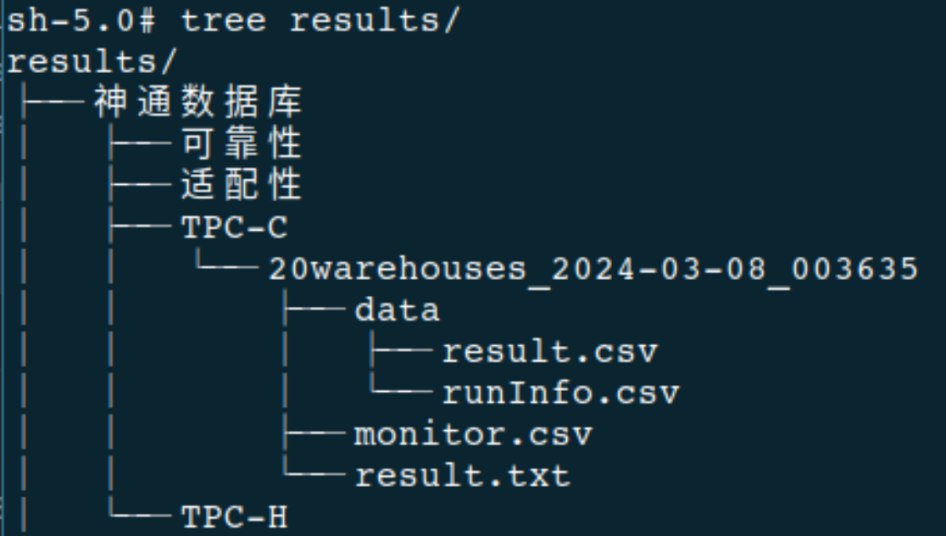 sh-5.0# tree results/
results/
├── 神通数据库
│   ├── 可靠性
│   ├── 适配性
│   ├── TPC-C
│   │   └── 20warehouses_2024-03-08_003635
│   │       ├── data
│   │       │   ├── result.csv
│   │       │   └── runInfo.csv
│   │       ├── monitor.csv
│   │       └── result.txt
│   └── TPC-H